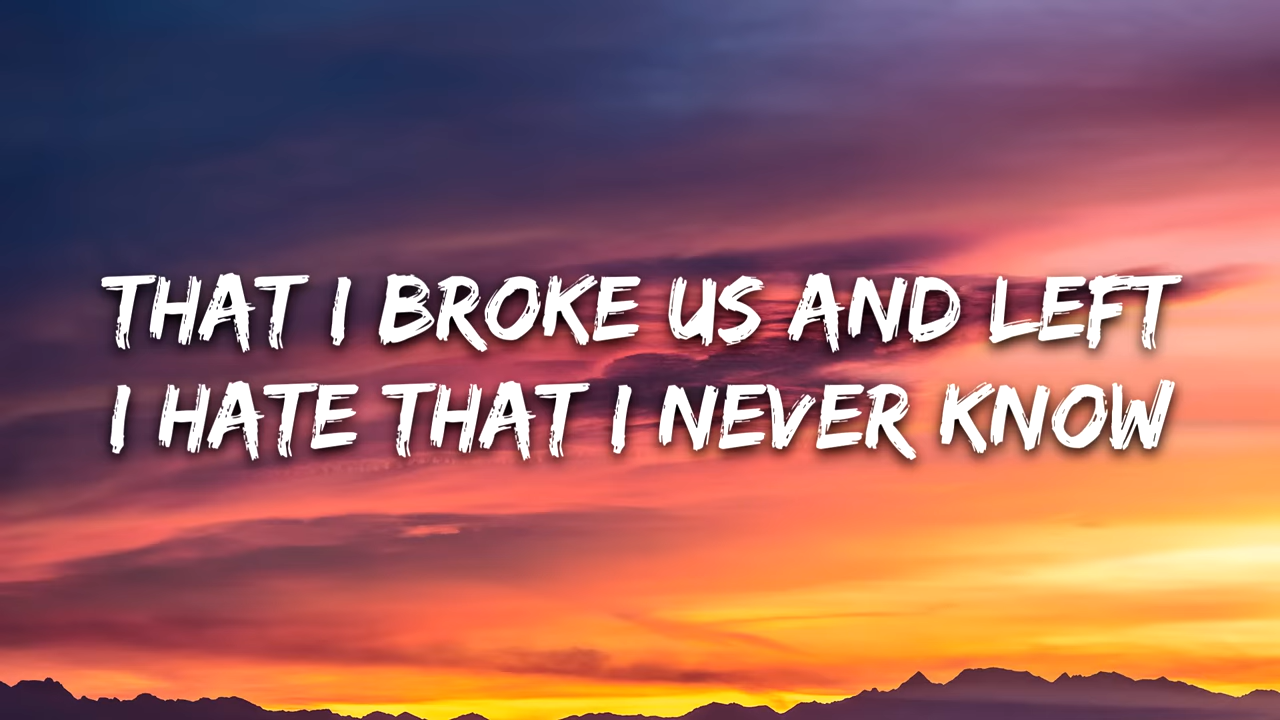 THAT I BROKE US AND LEFT
I HATE THAT I NEVER KNOW